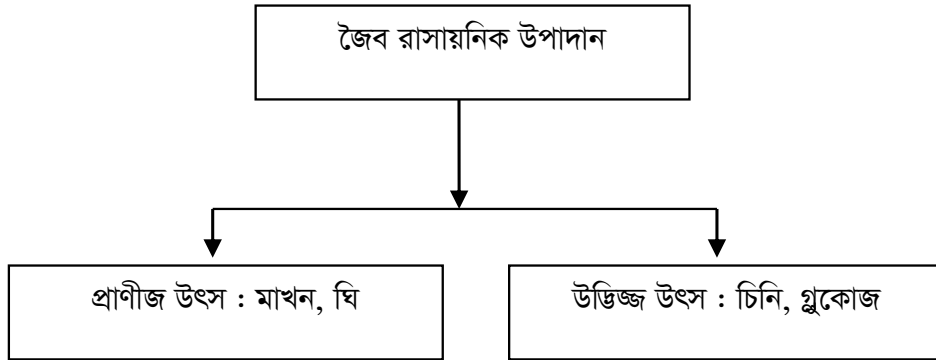 জৈব রাসায়নিক উপাদান
প্রাণীজ উৎস : মাখন, ঘি
উদ্ভিজ্জ উৎস : চিনি, গ্লুকোজ